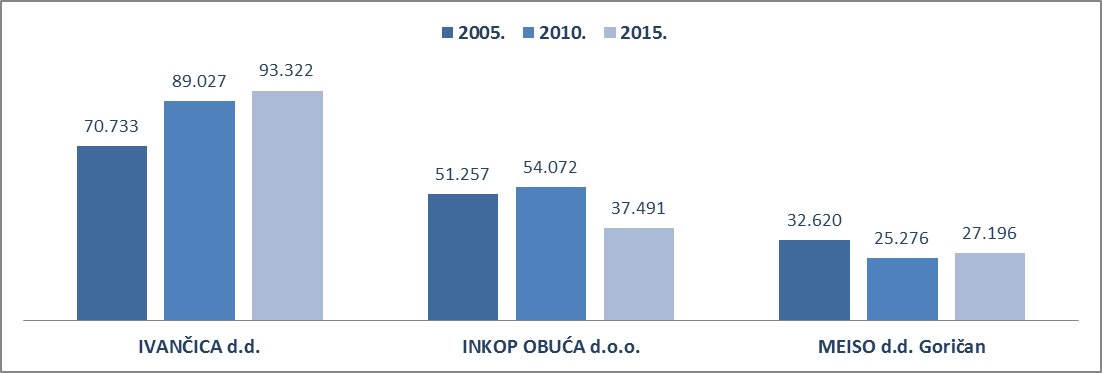 2005. 2010. 2015.
70.733 89.027 93.322
51.257 54.072 37.491
32.620 25.276 27.196
IVANČICA d.d. INKOP OBUĆA d.o.o. MEISO d.d. Goričan